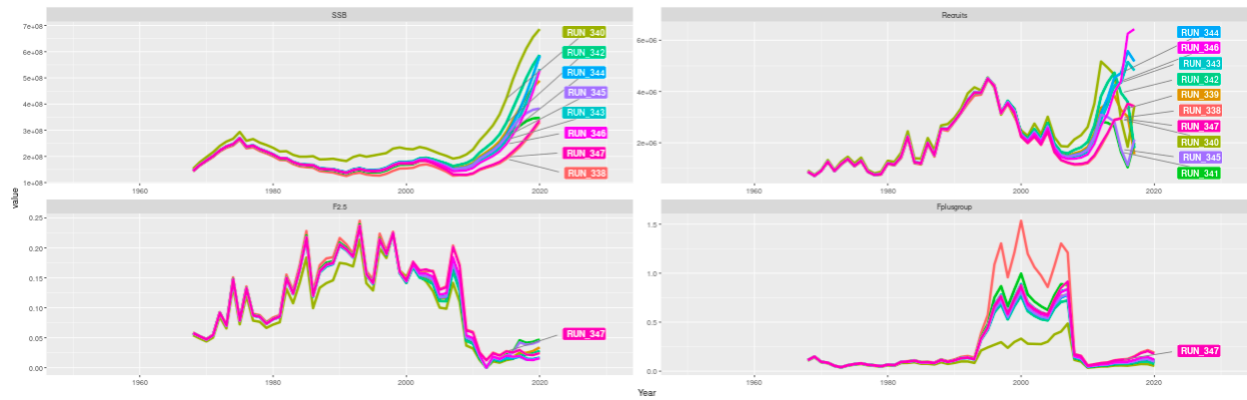 SSB
7e+08
6e+08
5e+08
4e+08
3e+08
2e+08
1e+08
RUN_340
RUN_342
RUN_344
RUN_345
RUN_343
RUN_346
RUN_347
RUN_338
1960
1980
2000
2020
Recruits
6e+06
4e+06
2e+06
RUN_344
RUN_346
RUN_343
RUN_342
RUN_339
RUN_338
RUN_347
RUN_340
RUN_345
RUN_341
1960
1980
2000
2020
value
F2.5
0.25
0.20
0.15
0.10
0.05
0.00
RUN_347
1960
1980
2000
2020
Fplusgroup
1.5
1.0
0.5
0.0
RUN_347
1960
1980
2000
2020
Year